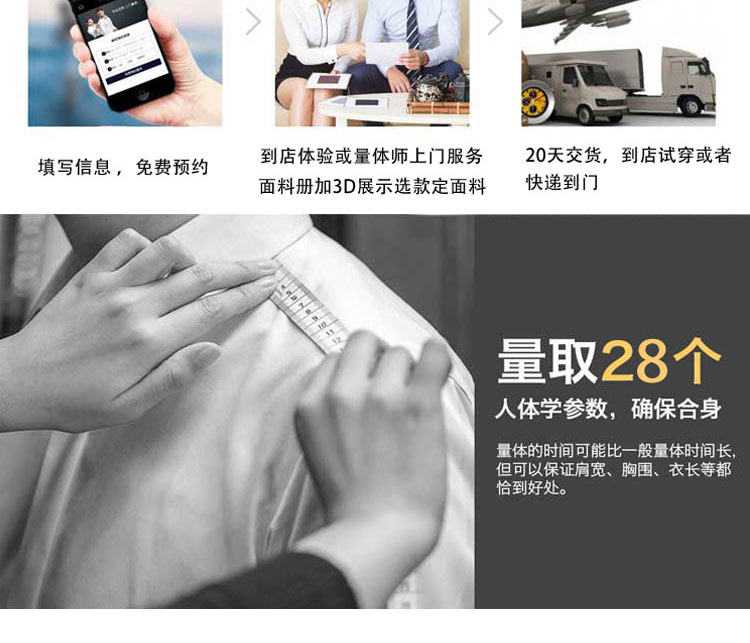 填写信息，免费预约
到店体验或量体师上门服务
面料册加3D展示选款定面料
20天交货，到店试穿或者
快递到门
量取28个
人体学参数，确保合身
量体的时间可能比一般量体时间长，
但可以保证肩宽、胸围、衣长等都
恰到好处。